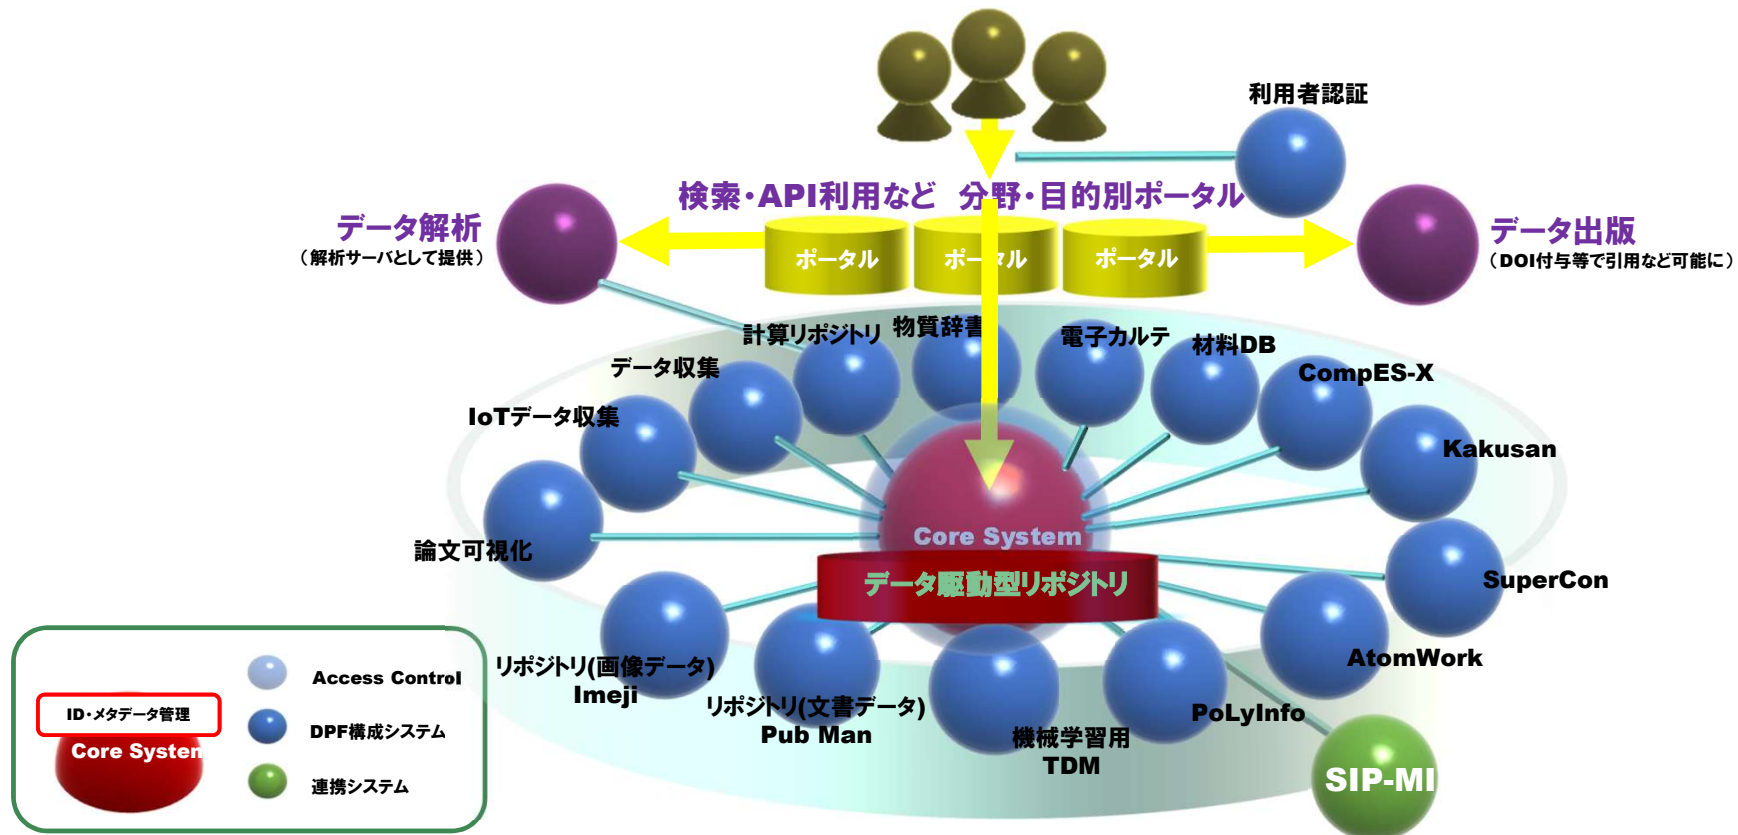 利用者認証
検索・API利用など 分野・目的別ポータル
データ解析
（解析サーバとして提供）
データ出版
（DOI付与等で引用など可能に）
ポータル
ポータル
ポータル
計算リポジトリ
物質辞書
電子カルテ
材料DB
データ収集
CompES-X
IoTデータ収集
Kakusan
論文可視化
Core System
データ駆動型リポジトリ
SuperCon
リポジトリ(画像データ)
Imeji
リポジトリ(文書データ)
Pub Man
機械学習用
TDM
PoLyInfo
AtomWork
SIP-MI
ID・メタデータ管理
Core System
Access Control
DPF構成システム
連携システム